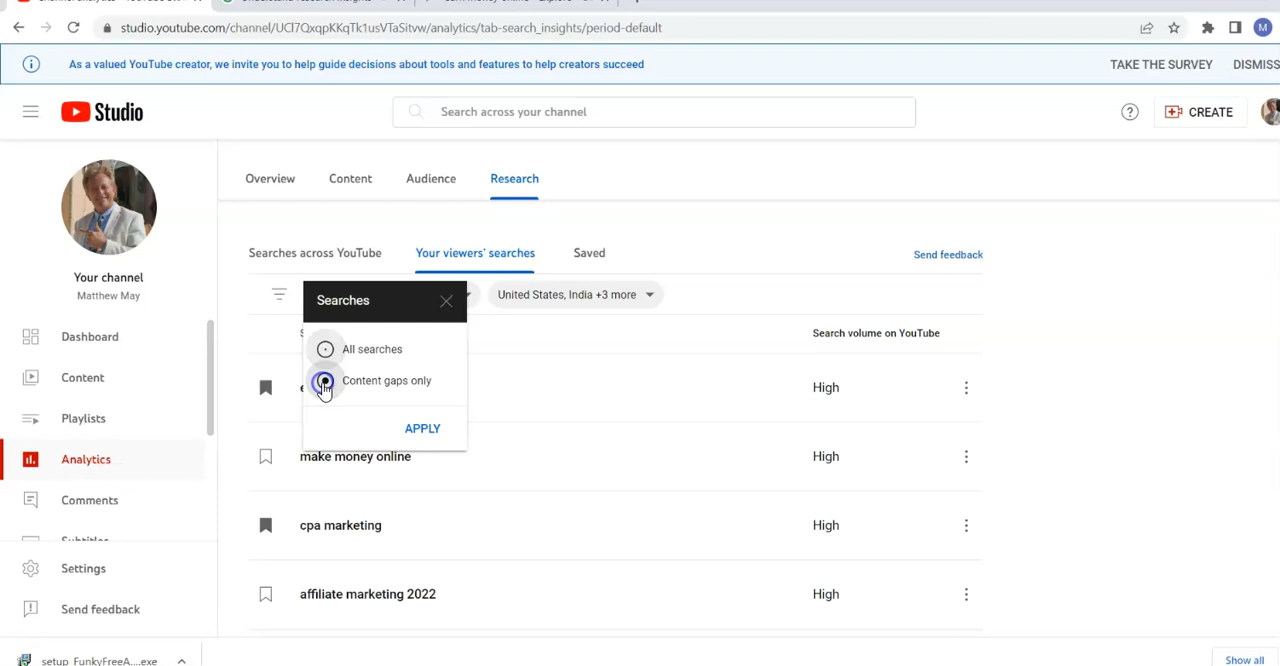 studio.youtube.com/channel/UCl7QxqpKKqTk1usVTaSitvw/analytics/tab-search_insights/period-default
As a valued YouTube creator, we invite you to help guide decisions about tools and features to help creators succeed
TAKE THE SURVEY
DISMISS
Studio
Search across your channel
CREATE
M
Your channel
Matthew May
Dashboard
Content
Playlists
Analytics
Comments
Subtitles
Settings
Send feedback
Overview
Content
Audience
Research
Searches across YouTube
Your viewers' searches
Saved
Send feedback
United States, India +3 more
Searches
All searches
Content gaps only
APPLY
Search volume on YouTube
High
make money online
High
cpa marketing
High
affiliate marketing 2022
High
setup_FunkyFreeA....exe
Show all